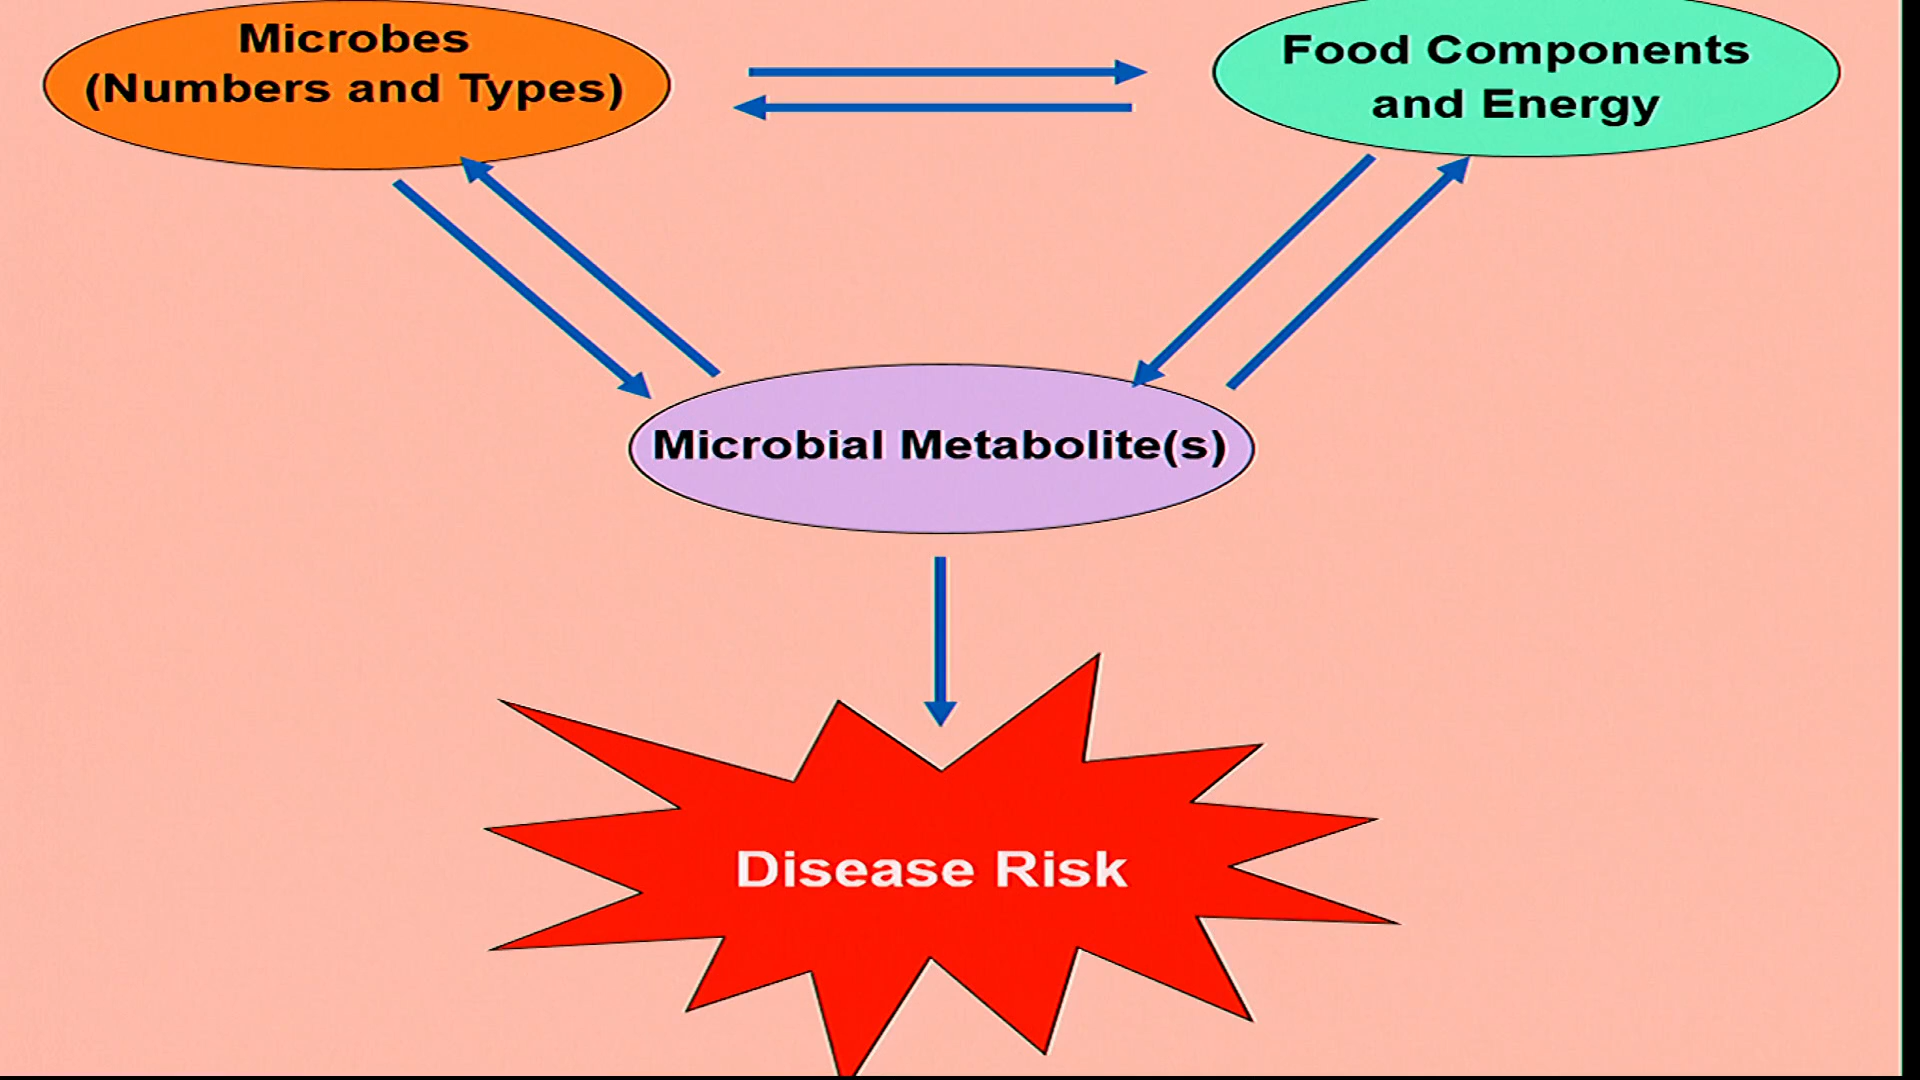 Microbes
(Numbers and Types)
Food Components
and Energy
Microbial Metabolite(s)
Disease Risk